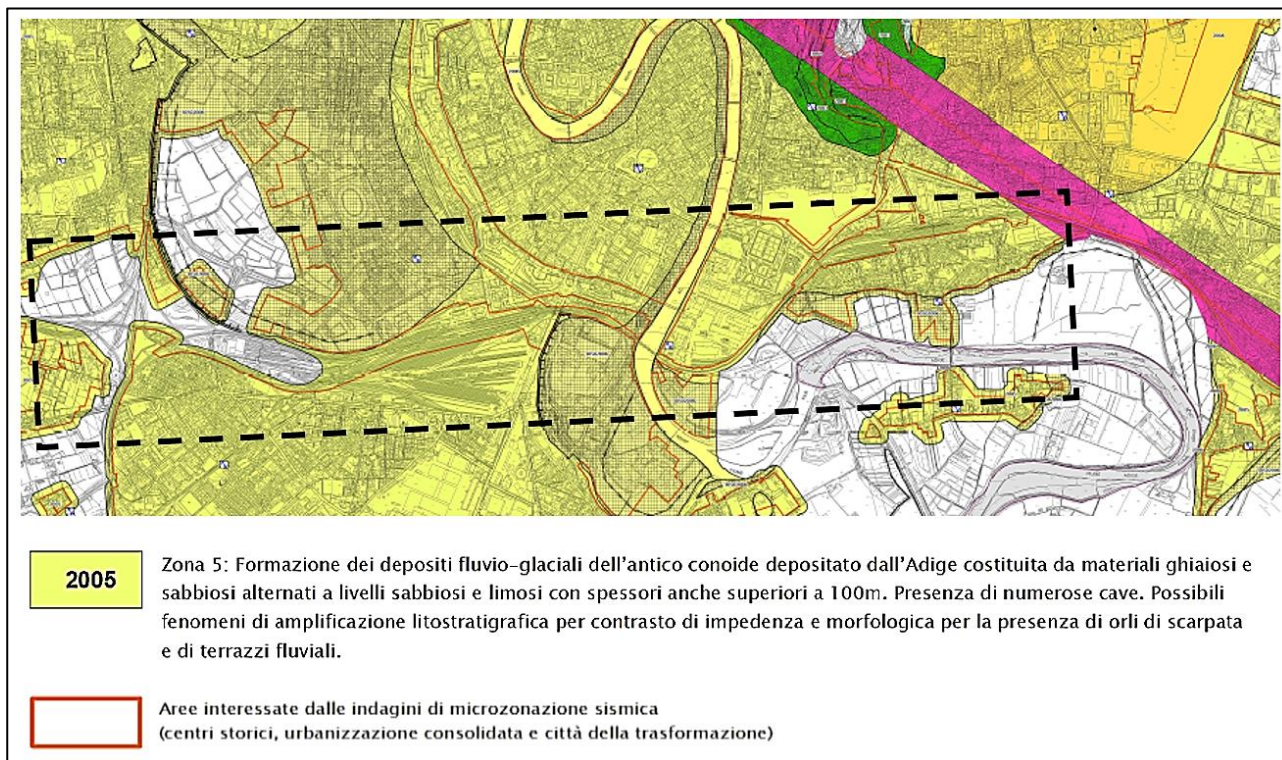 2005
Zona 5: Formazione dei depositi fluvio-glaciali dell'antico conoide depositato dall'Adige costituita da materiali ghiaiosi e
sabbiosi alternati a livelli sabbiosi e limosi con spessori anche superiori a 100m. Presenza di numerose cave. Possibili
fenomeni di amplificazione litostratigrafica per contrasto di impedenza e morfologica per la presenza di orli di scarpata
e di terrazzi fluviali.
Aree interessate dalle indagini di microzonazione sismica
(centri storici, urbanizzazione consolidata e città della trasformazione)